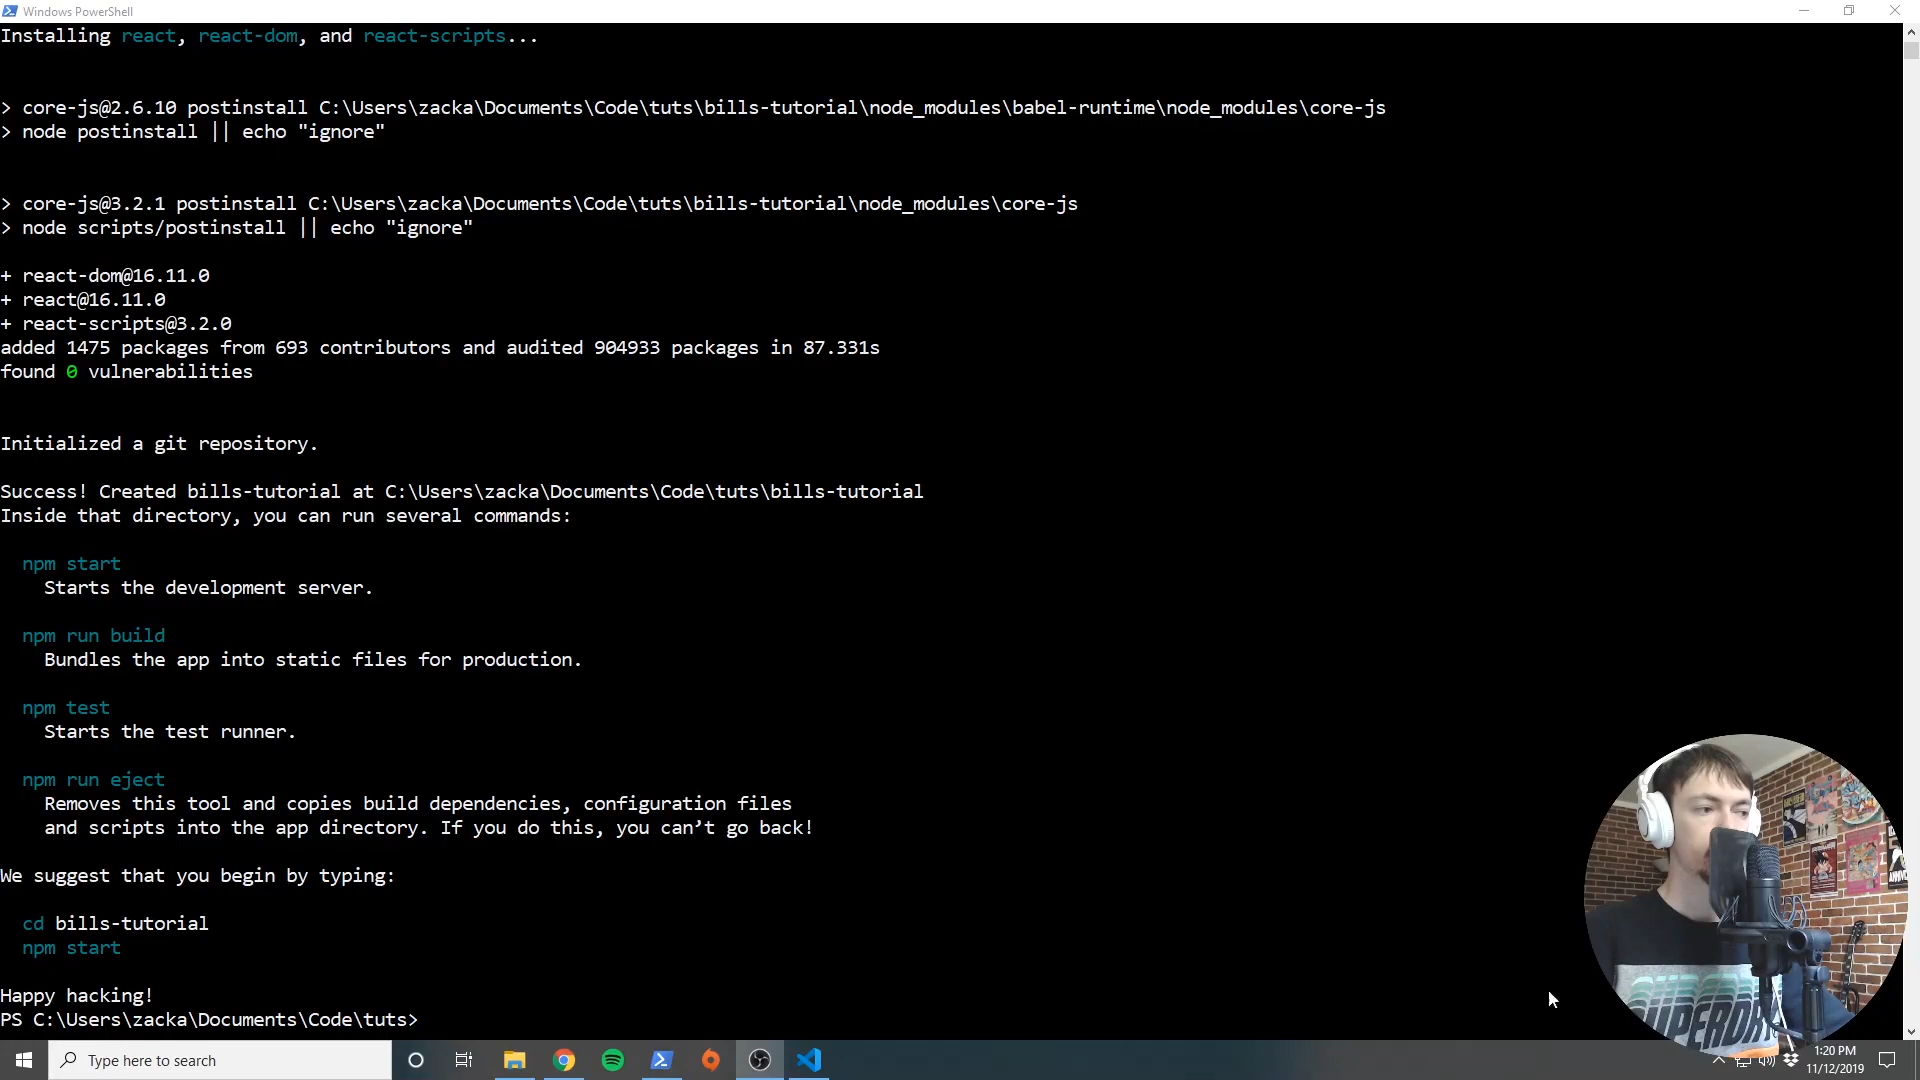 Windows PowerShell
Installing react, react-dom, and react-scripts...
> core-js@2.6.10 postinstall C:\Users\zacka\Documents\Code\tuts\bills-tutorial\node_modules\babel-runtime\node_modules\core-js
> node postinstall || echo "ignore"
> core-js@3.2.1 postinstall C:\Users\zacka\Documents\Code\tuts\bills-tutorial\node_modules\core-js
> node scripts/postinstall || echo "ignore"
+ react-dom@16.11.0
+ react@16.11.0
+ react-scripts@3.2.0
added 1475 packages from 693 contributors and audited 904933 packages in 87.331s
found 0 vulnerabilities
Initialized a git repository.
Success! Created bills-tutorial at C:\Users\zacka\Documents\Code\tuts\bills-tutorial
Inside that directory, you can run several commands:
npm start
Starts the development server.
npm run build
Bundles the app into static files for production.
npm test
Starts the test runner.
npm run eject
Removes this tool and copies build dependencies, configuration files
and scripts into the app directory. If you do this, you can’t go back!
We suggest that you begin by typing:
cd bills-tutorial
npm start
Happy hacking!
PS C:\Users\zacka\Documents\Code\tuts>
Type here to search
1:20 PM
11/12/2019